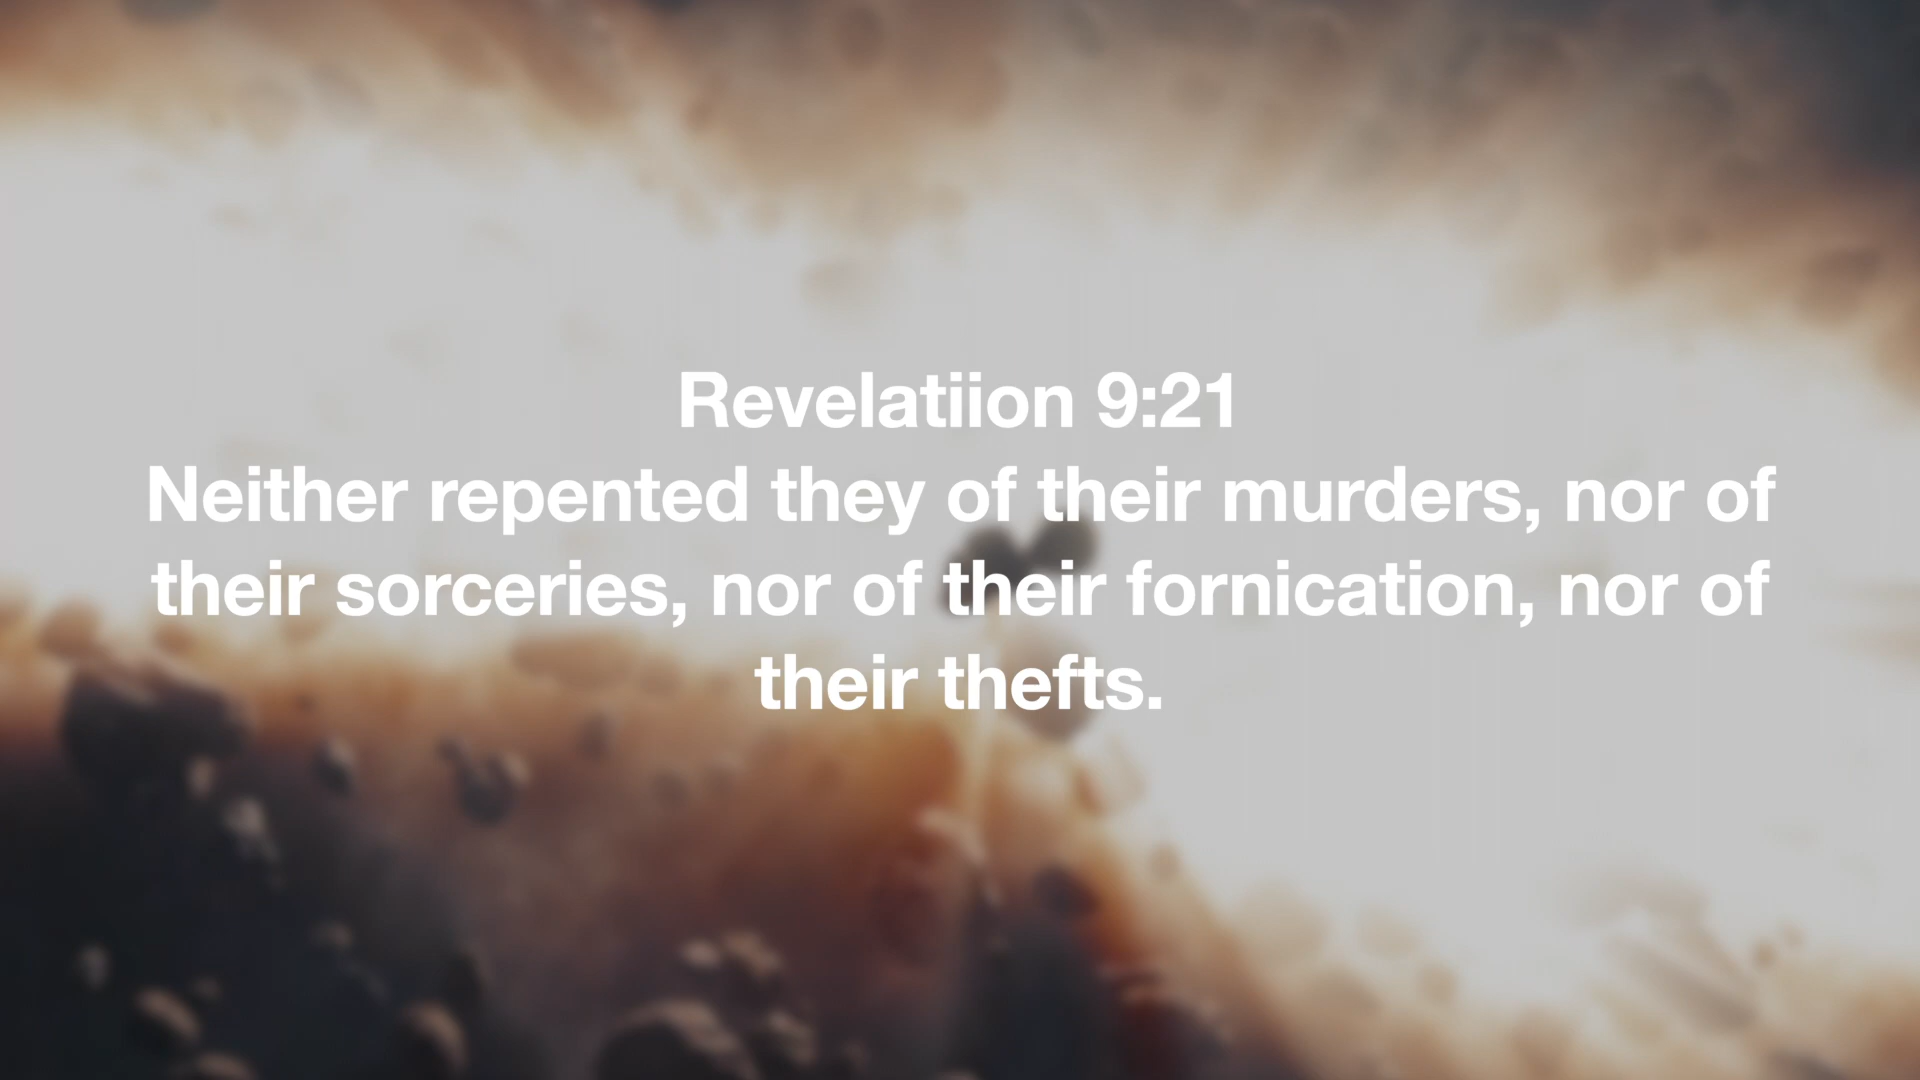 Revelatiion 9:21
Neither repented they of their murders, nor of
their sorceries, nor of their fornication, nor of
their thefts.